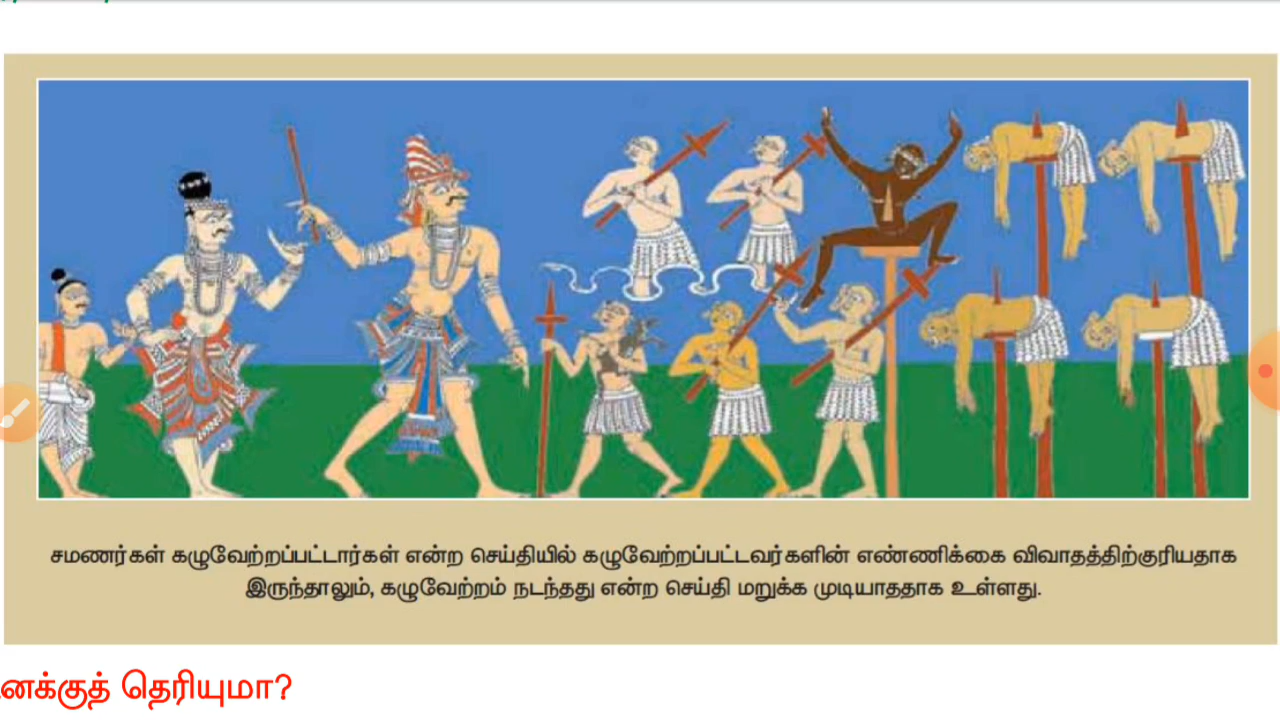 சமணர்கள் கழுவேற்றப்பட்டார்கள் என்ற செய்தியில் கழுவேற்றப்பட்டவர்களின் எண்ணிக்கை விவாதத்திற்குரியதாக
இருந்தாலும், கழுவேற்றம் நடந்தது என்ற செய்தி மறுக்க முடியாததாக உள்ளது.
தெரியுமா?